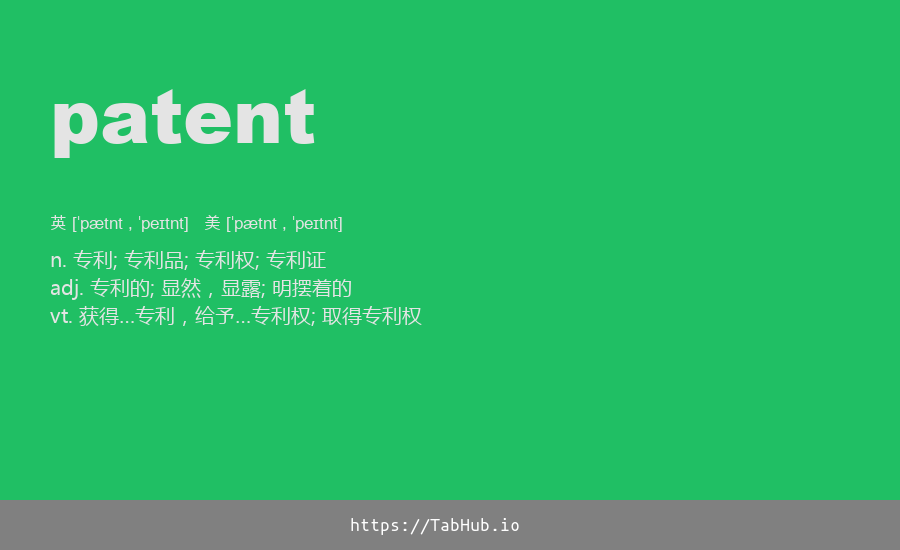 patent
英 ['pætnt , 'peɪtnt]   美 ['pætnt , 'peɪtnt]
n. 专利; 专利品; 专利权; 专利证
adj. 专利的; 显然，显露; 明摆着的
vt. 获得...专利，给予...专利权; 取得专利权
https://TabHub.io